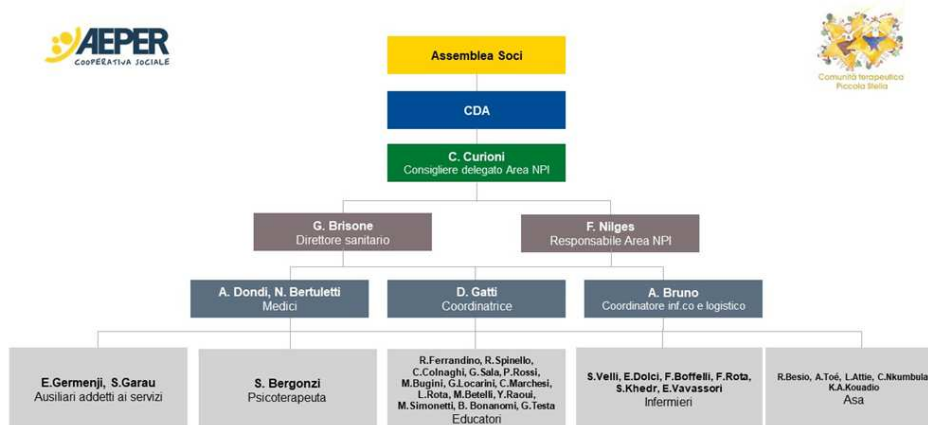 AEPER
COOPERATIVA SOCIALE
Comunità terapeutica
Piccola Stella
Assemblea Soci
CDA
C. Curioni
Consigliere delegato Area NPI
G. Brisone
Direttore sanitario
F. Nilges
Responsabile Area NPI
A. Dondi, N. Bertuletti
Medici
D. Gatti
Coordinatrice
A. Bruno
Coordinatore inf.co e logistico
E.Germenji, S.Garau
Ausiliari addetti ai servizi
S. Bergonzi
Psicoterapeuta
R.Ferrandino, R.Spinello,
C.Colnaghi, G.Sala, P.Rossi,
M.Bugini, G.Locarini, C.Marchesi,
L.Rota, M.Betelli, Y.Raoui,
M.Simonetti, B. Bonanomi, G.Testa
Educatori
S.Velli, E.Dolci, F.Boffelli, F.Rota,
S.Khedr, E.Vavassori
Infermieri
R.Besio, A.Toé, L.Attie, C.Nkumbula,
K.A.Kouadio
Asa